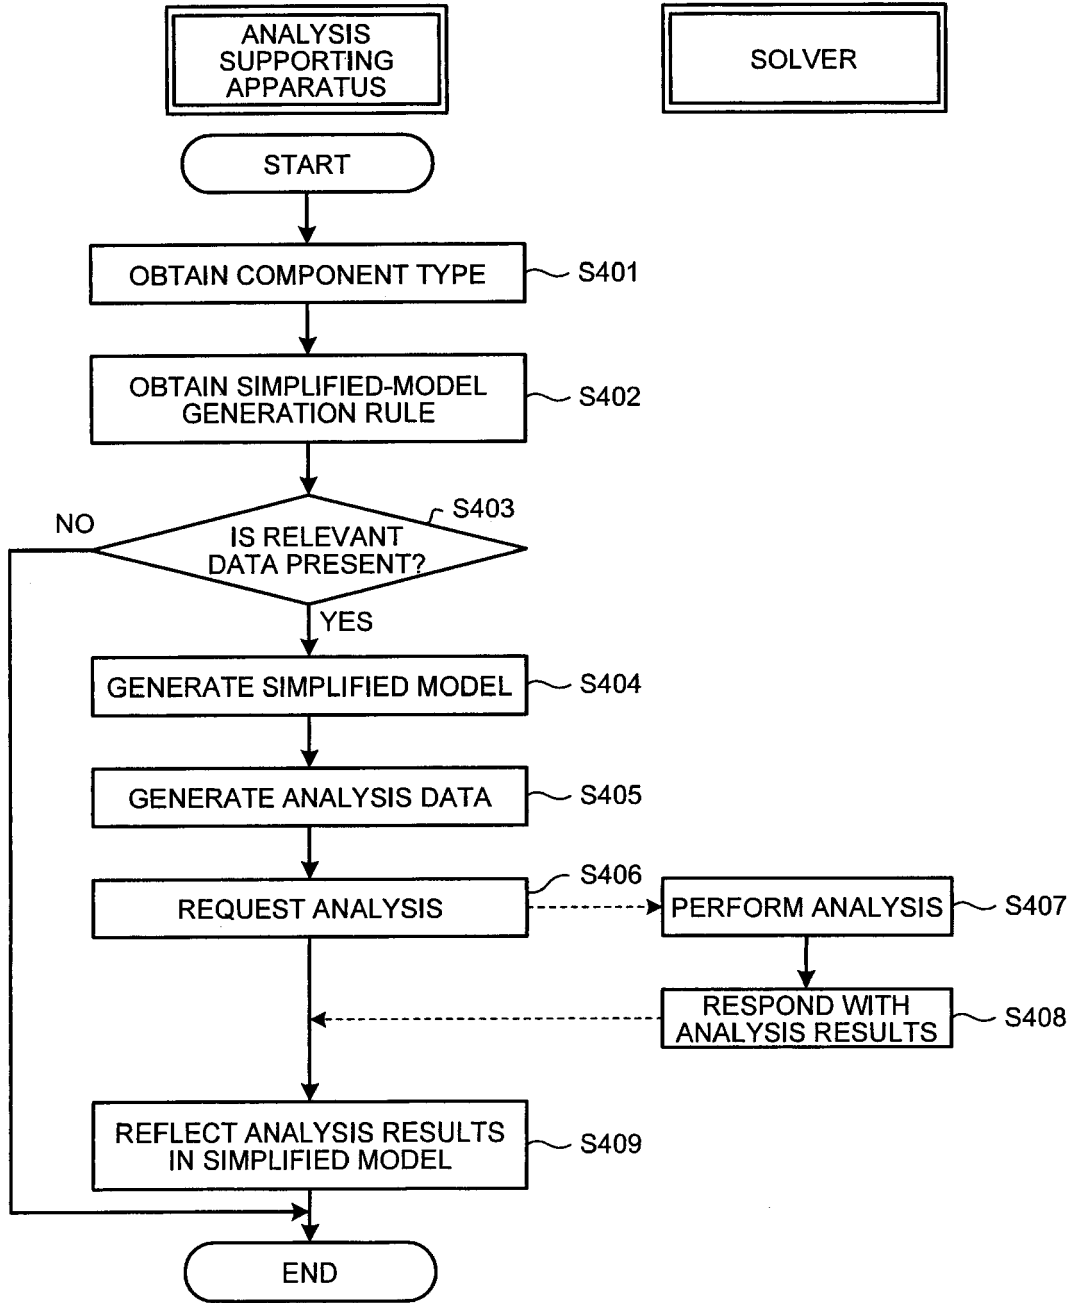 ANALYSIS
SUPPORTING
APPARATUS
SOLVER
START
OBTAIN COMPONENT TYPE
S401
OBTAIN SIMPLIFIED-MODEL
GENERATION RULE
S402
S403
NO
IS RELEVANT
DATA PRESENT?
YES
GENERATE SIMPLIFIED MODEL
S404
GENERATE ANALYSIS DATA
S405
S406
REQUEST ANALYSIS
PERFORM ANALYSIS
S407
RESPOND WITH
ANALYSIS RESULTS
S408
REFLECT ANALYSIS RESULTS
IN SIMPLIFIED MODEL
S409
END